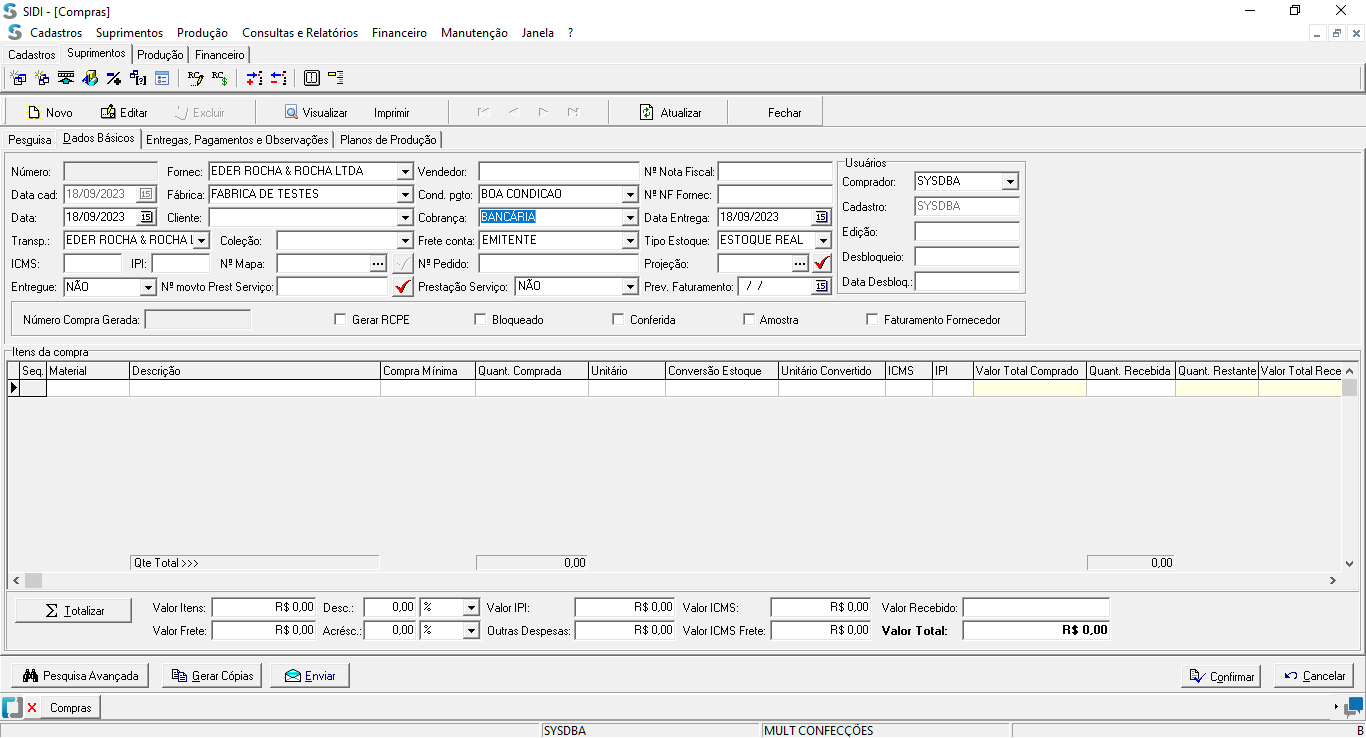 SIDI - [Compras]
Cadastros Suprimentos Produção Consultas e Relatórios Financeiro Manutenção Janela ?
Cadastros Suprimentos Produção Financeiro
Novo Editar Excluir Visualizar Imprimir Atualizar Fechar
Pesquisa Dados Básicos Entregas, Pagamentos e Observações Planos de Produção
Número: Fornec: EDER ROCHA & ROCHA LTDA Vendedor: Nº Nota Fiscal: Usuários
Data cad: 18/09/2023 15 Fábrica: FABRICA DE TESTES Cond. pgto: BOA CONDICAO Nº NF Fornec: Comprador: SYSDBA
Data: 18/09/2023 15 Cliente: Cobrança: BANCÁRIA Data Entrega: 18/09/2023 15 Cadastro: SYSDBA
Transp.: EDER ROCHA & ROCHA L Coleção: Frete conta: EMITENTE Tipo Estoque: ESTOQUE REAL Edição:
ICMS: IPI: Nº Mapa: ... Nº Pedido: Projeção: ... Desbloqueio:
Entregue: NÃO Nº movto Prest Serviço: Prestação Serviço: NÃO Prev. Faturamento: / / 15 Data Desbloq.:
Número Compra Gerada: Gerar RCPE Bloqueado Conferida Amostra Faturamento Fornecedor
Itens da compra
Seq. Material Descrição Compra Mínima Quant. Comprada Unitário Conversão Estoque Unitário Convertido ICMS IPI Valor Total Comprado Quant. Recebida Quant. Restante Valor Total Rece
Qte Total >>> 0,00 0,00
Σ Totalizar Valor Itens: R$ 0,00 Desc.: 0,00 % Valor IPI: R$ 0,00 Valor ICMS: R$ 0,00 Valor Recebido:
Valor Frete: R$ 0,00 Acrésc.: 0,00 % Outras Despesas: R$ 0,00 Valor ICMS Frete: R$ 0,00 Valor Total: R$ 0,00
Pesquisa Avançada Gerar Cópias Enviar Confirmar Cancelar
Compras
SYSDBA MULT CONFECÇÕES B